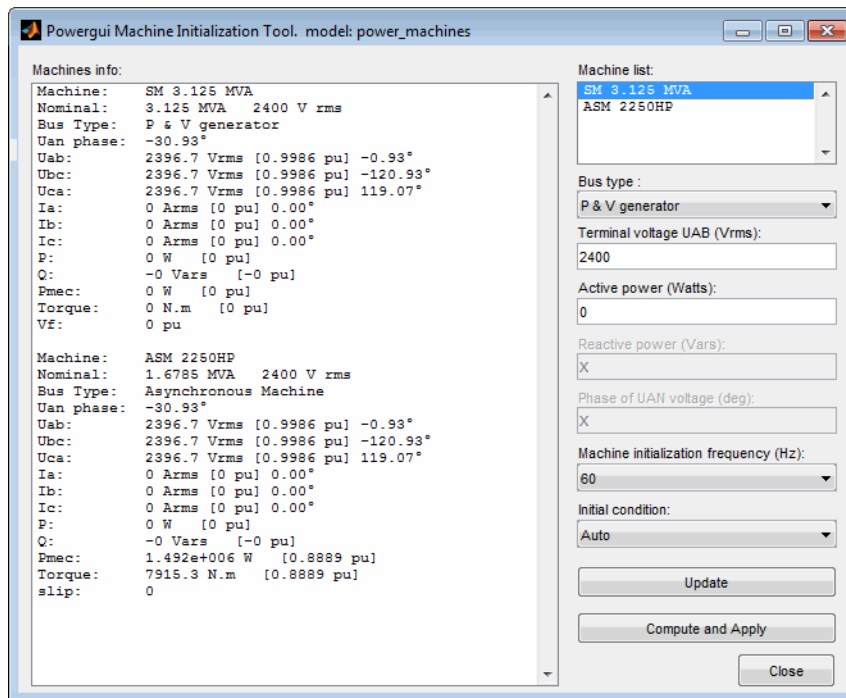 Powergui Machine Initialization Tool. model: power_machines
Machines info:
Machine: SM 3.125 MVA
Nominal: 3.125 MVA 2400 V rms
Bus Type: P & V generator
Uan phase: -30.93°
Uab: 2396.7 Vrms [0.9986 pu] -0.93°
Ubc: 2396.7 Vrms [0.9986 pu] -120.93°
Uca: 2396.7 Vrms [0.9986 pu] 119.07°
Ia: 0 Arms [0 pu] 0.00°
Ib: 0 Arms [0 pu] 0.00°
Ic: 0 Arms [0 pu] 0.00°
P: 0 W [0 pu]
Q: -0 Vars [-0 pu]
Pmec: 0 W [0 pu]
Torque: 0 N.m [0 pu]
Vf: 0 pu
Machine: ASM 2250HP
Nominal: 1.6785 MVA 2400 V rms
Bus Type: Asynchronous Machine
Uan phase: -30.93°
Uab: 2396.7 Vrms [0.9986 pu] -0.93°
Ubc: 2396.7 Vrms [0.9986 pu] -120.93°
Uca: 2396.7 Vrms [0.9986 pu] 119.07°
Ia: 0 Arms [0 pu] 0.00°
Ib: 0 Arms [0 pu] 0.00°
Ic: 0 Arms [0 pu] 0.00°
P: 0 W [0 pu]
Q: -0 Vars [-0 pu]
Pmec: 1.492e+006 W [0.8889 pu]
Torque: 7915.3 N.m [0.8889 pu]
slip: 0
Machine list:
SM 3.125 MVA
ASM 2250HP
Bus type :
P & V generator
Terminal voltage UAB (Vrms):
2400
Active power (Watts):
0
Reactive power (Vars):
X
Phase of UAN voltage (deg):
X
Machine initialization frequency (Hz):
60
Initial condition:
Auto
Update
Compute and Apply
Close